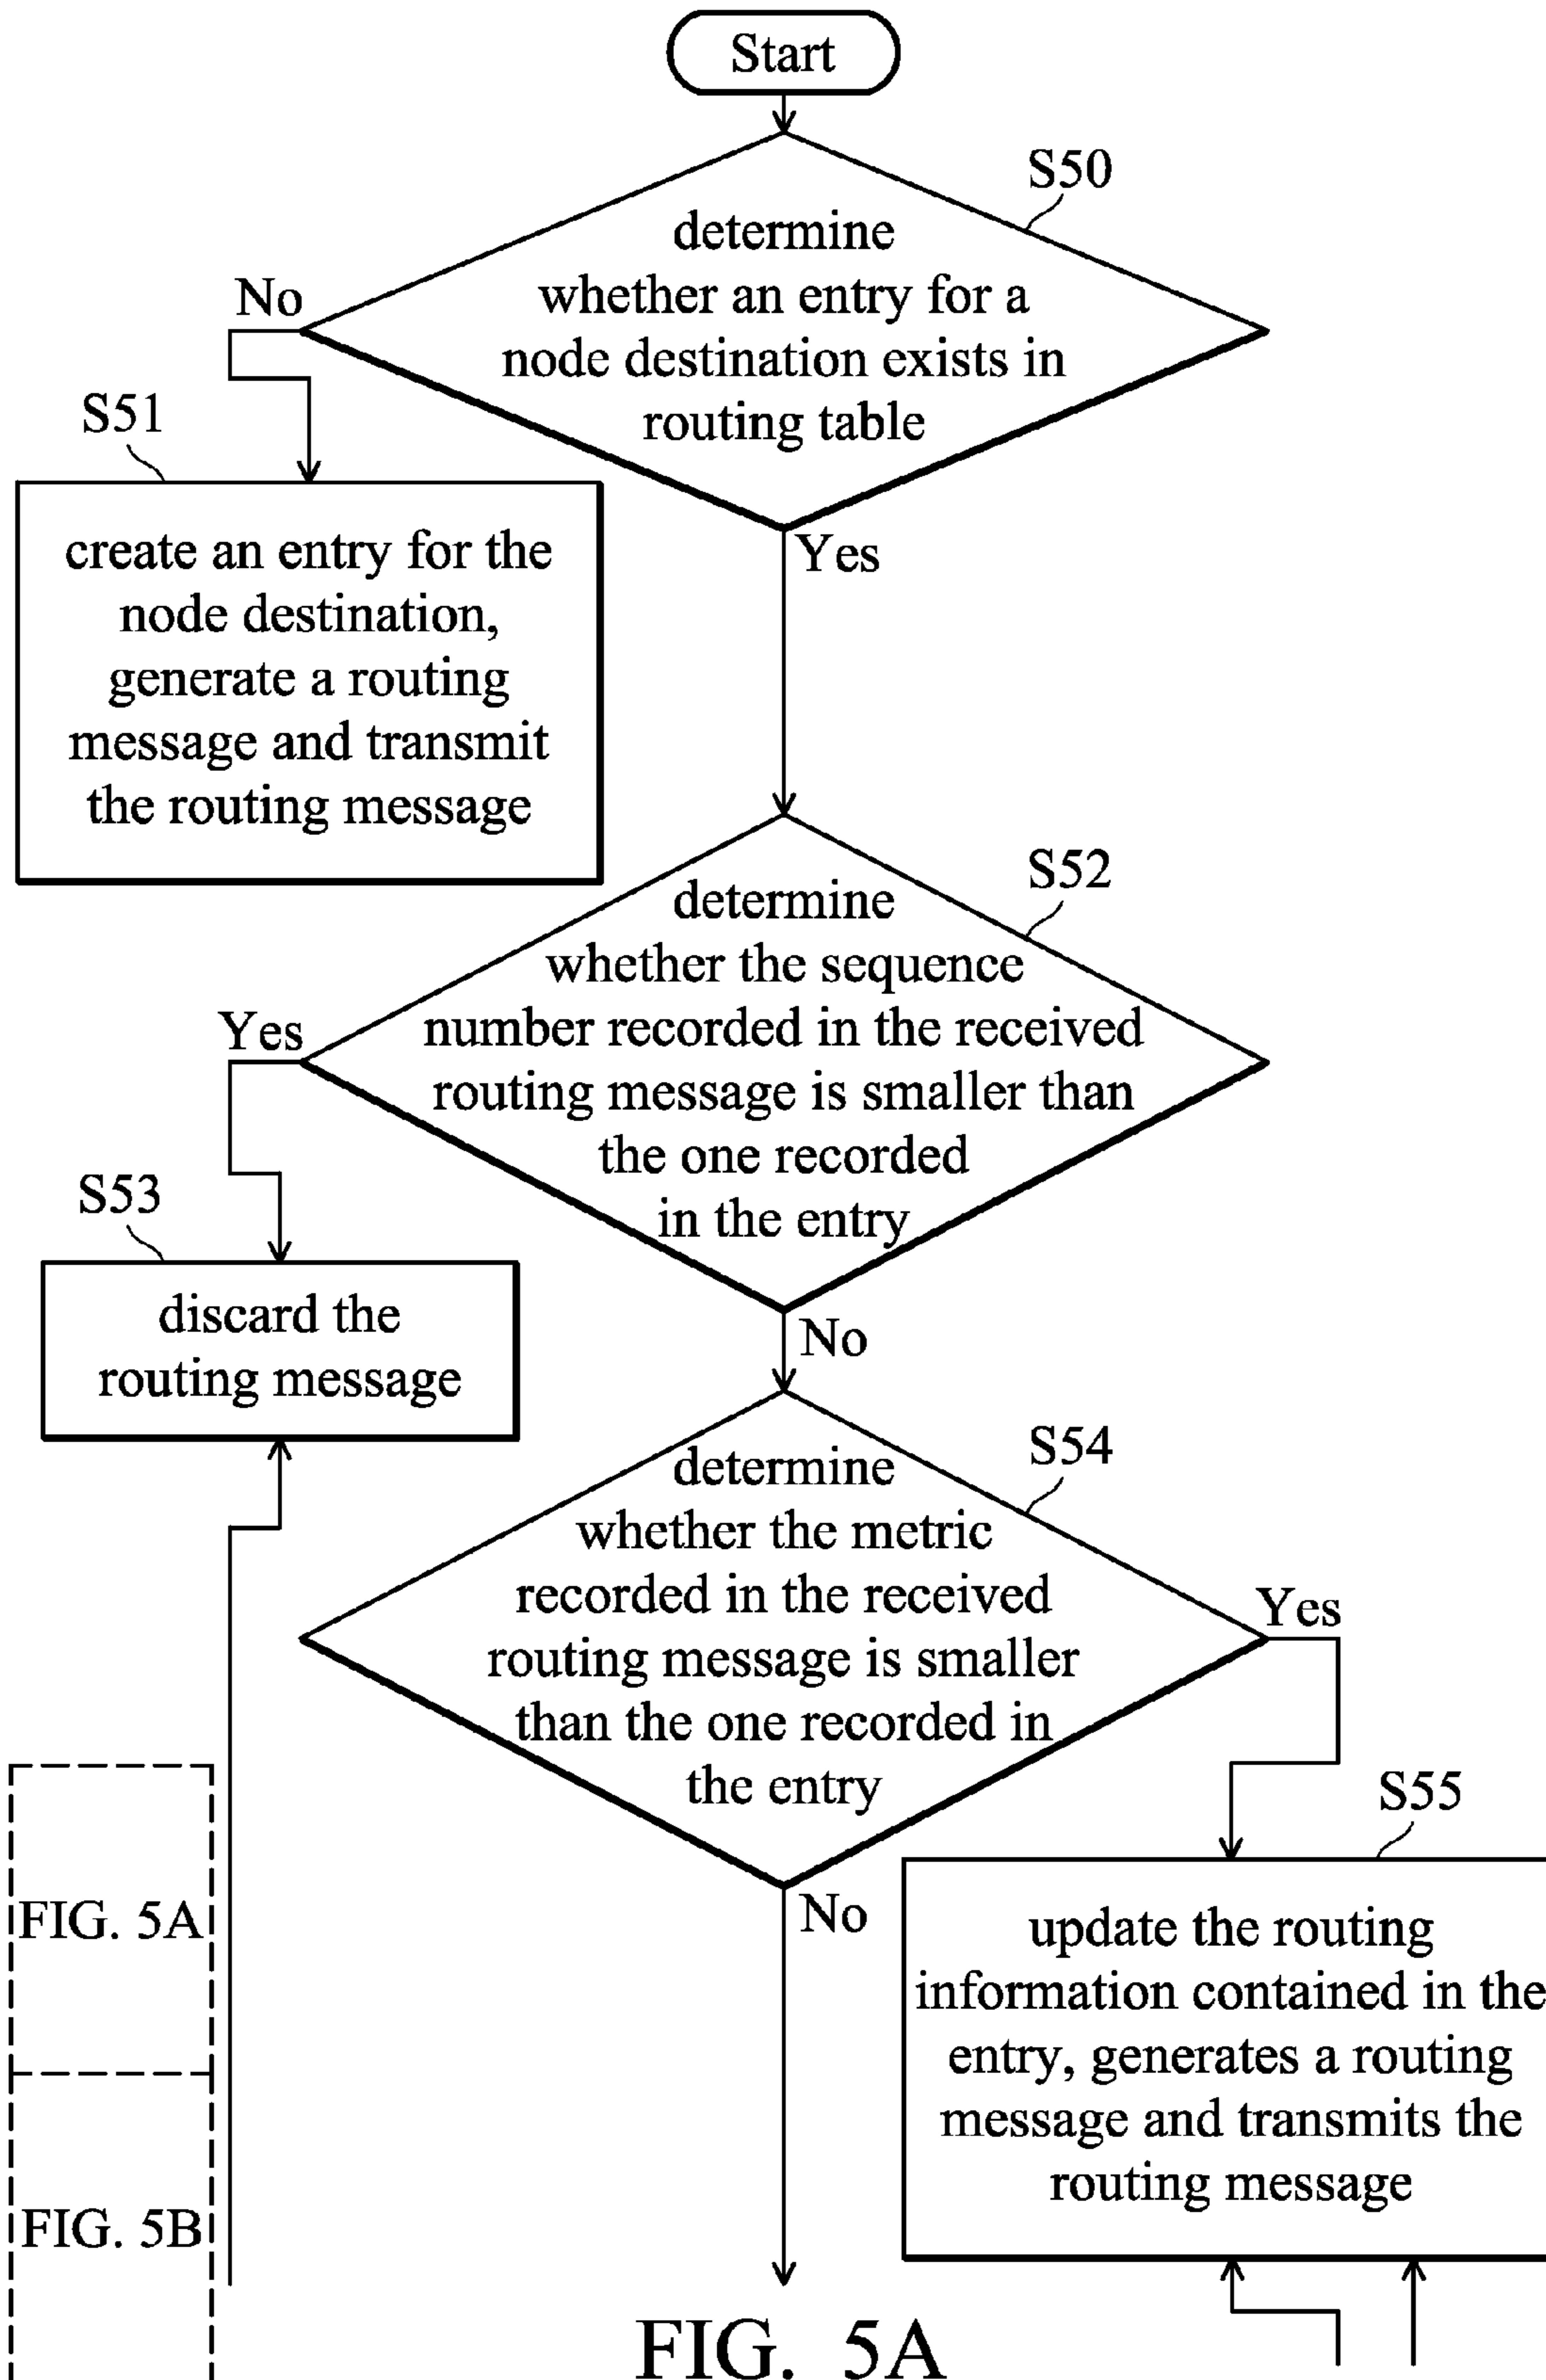 Start
S50
determine
whether an entry for a
node destination exists in
routing table
No
Yes
S51
create an entry for the
node destination,
generate a routing
message and transmit
the routing message
S52
determine
whether the sequence
number recorded in the received
routing message is smaller than
the one recorded
in the entry
Yes
No
S53
discard the
routing message
S54
determine
whether the metric
recorded in the received
routing message is smaller
than the one recorded in
the entry
Yes
No
S55
update the routing
information contained in the
entry, generates a routing
message and transmits the
routing message
FIG. 5A
FIG. 5B
FIG. 5A